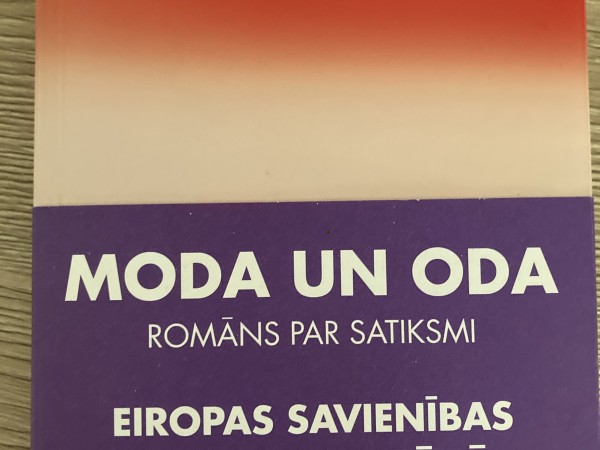 MODA UN ODA
ROMĀNS PAR SATIKSMI
EIROPAS SAVIENĪBAS